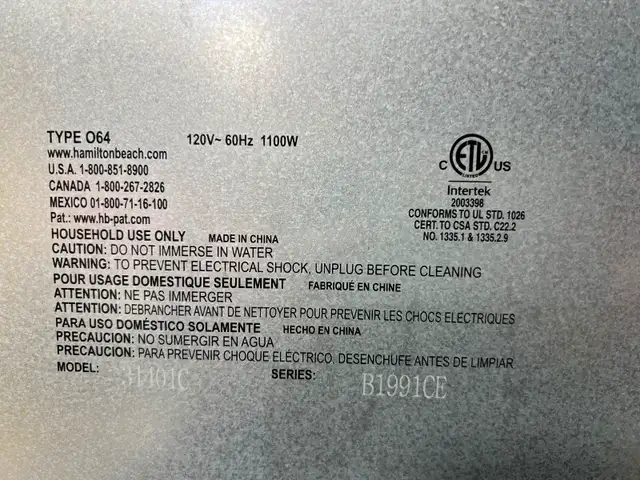 TYPE O64 120V~ 60Hz 1100W
www.hamiltonbeach.com
U.S.A. 1-800-851-8900
CANADA 1-800-267-2826
MEXICO 01-800-71-16-100
Pat.: www.hb-pat.com
C ETL US
LISTED
Intertek
2003398
CONFORMS TO UL STD. 1026
CERT. TO CSA STD. C22.2
NO. 1335.1 & 1335.2.9
HOUSEHOLD USE ONLY MADE IN CHINA
CAUTION: DO NOT IMMERSE IN WATER
WARNING: TO PREVENT ELECTRICAL SHOCK, UNPLUG BEFORE CLEANING
POUR USAGE DOMESTIQUE SEULEMENT FABRIQUÉ EN CHINE
ATTENTION: NE PAS IMMERGER
ATTENTION: DEBRANCHER AVANT DE NETTOYER POUR PRÉVENIR LES CHOCS ELECTRIQUES
PARA USO DOMÉSTICO SOLAMENTE HECHO EN CHINA
PRECAUCION: NO SUMERGIR EN AGUA
PRECAUCION: PARA PREVENIR CHOQUE ELÉCTRICO, DESENCHUFE ANTES DE LIMPIAR
MODEL: 31401C SERIES: B1991CE